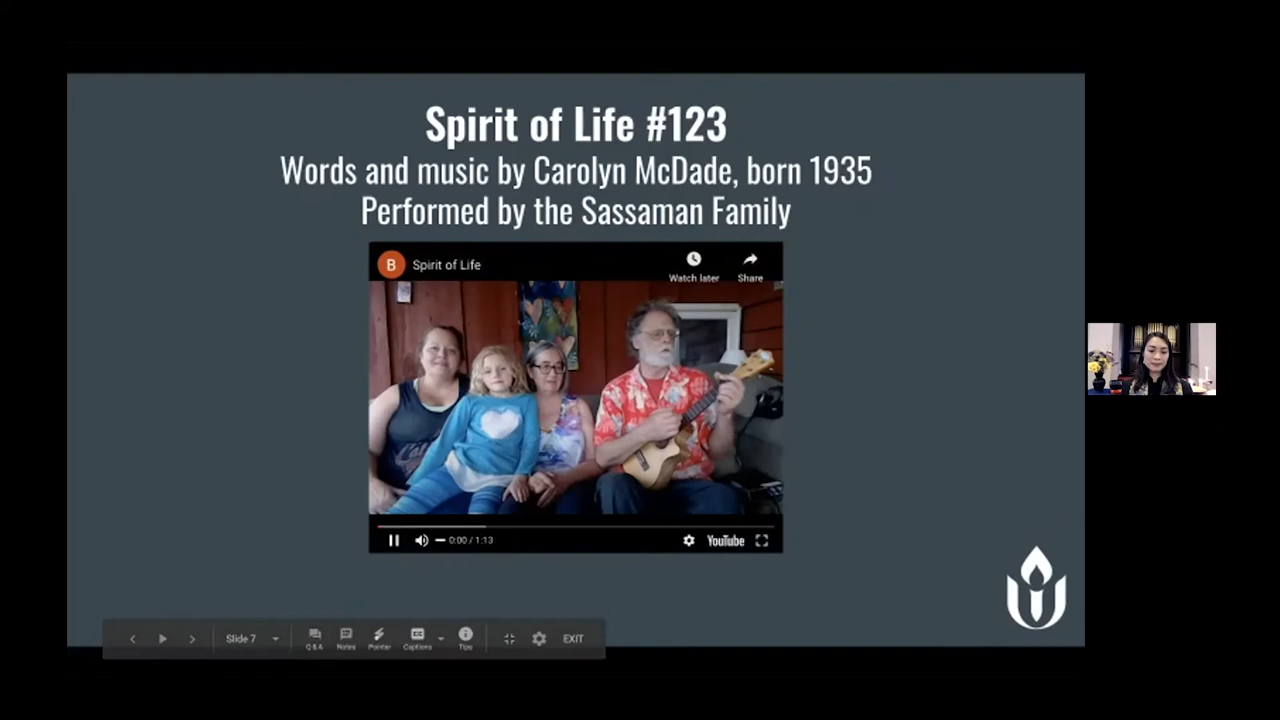 Spirit of Life #123
Words and music by Carolyn McDade, born 1935
Performed by the Sassaman Family
B Spirit of Life
Watch later Share
0:00 / 1:13
YouTube
Slide 7
Q&A Notes Pointer Captions Tips
EXIT
CC